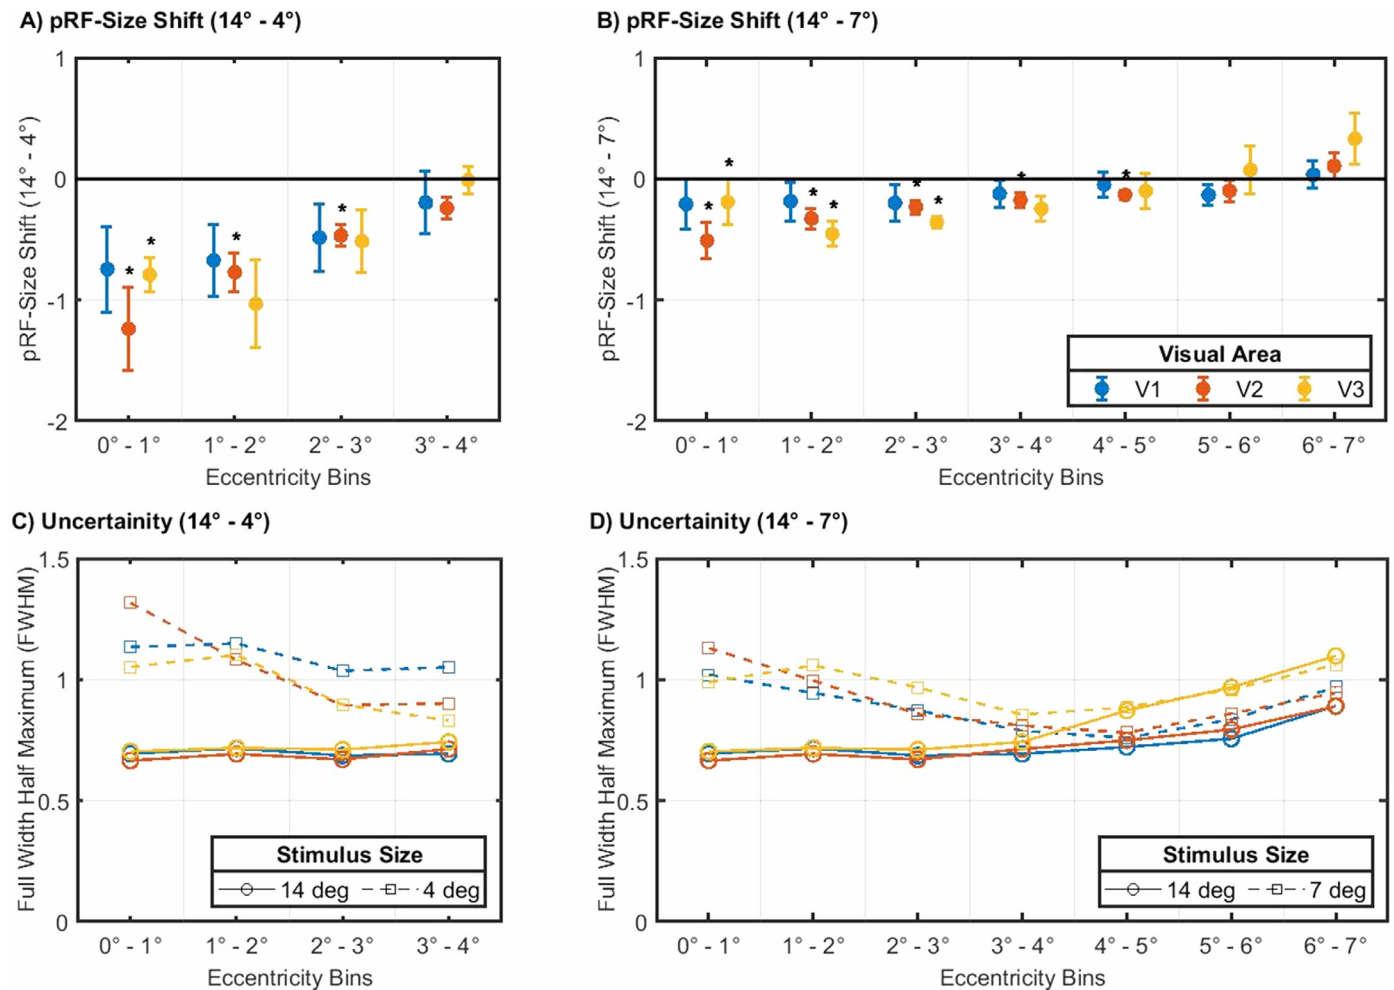 A) pRF-Size Shift (14° - 4°)
pRF-Size Shift (14° - 4°)
1
0
-1
-2
* * * *
0° - 1° 1° - 2° 2° - 3° 3° - 4°
Eccentricity Bins
B) pRF-Size Shift (14° - 7°)
pRF-Size Shift (14° - 7°)
1
0
-1
-2
* * * * * * * *
Visual Area
V1 V2 V3
0° - 1° 1° - 2° 2° - 3° 3° - 4° 4° - 5° 5° - 6° 6° - 7°
Eccentricity Bins
C) Uncertainity (14° - 4°)
Full Width Half Maximum (FWHM)
1.5
1
0.5
0
Stimulus Size
14 deg 4 deg
0° - 1° 1° - 2° 2° - 3° 3° - 4°
Eccentricity Bins
D) Uncertainity (14° - 7°)
Full Width Half Maximum (FWHM)
1.5
1
0.5
0
Stimulus Size
14 deg 7 deg
0° - 1° 1° - 2° 2° - 3° 3° - 4° 4° - 5° 5° - 6° 6° - 7°
Eccentricity Bins